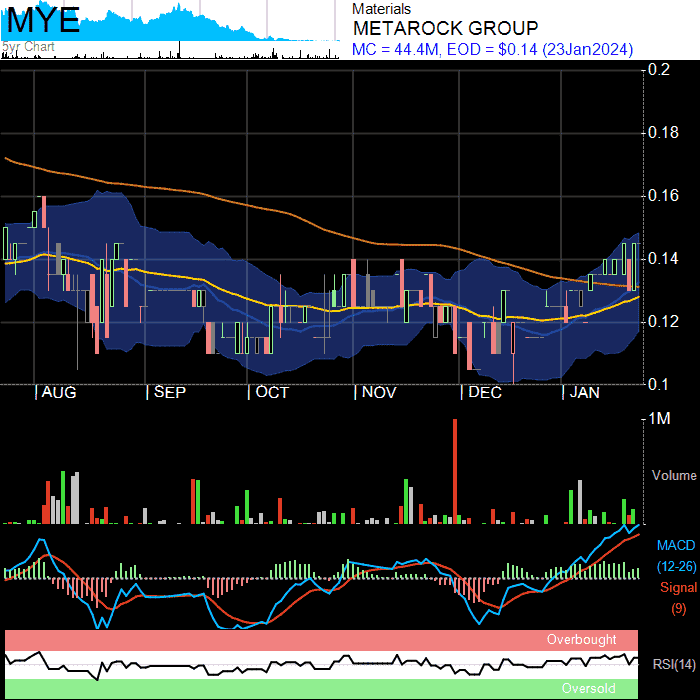 MYE
5yr Chart
Materials
METAROCK GROUP
MC = 44.4M, EOD = $0.14 (23Jan2024)
0.2
0.18
0.16
0.14
0.12
0.1
AUG
SEP
OCT
NOV
DEC
JAN
1M
Volume
MACD
(12-26)
Signal
(9)
Overbought
RSI(14)
Oversold